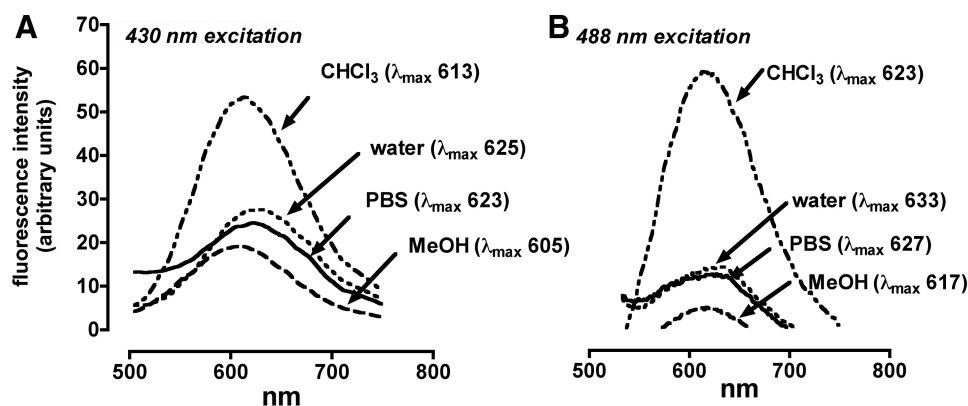 A
430 nm excitation
fluorescence intensity
(arbitrary units)
70
60
50
40
30
20
10
0
CHCl3 (λmax 613)
water (λmax 625)
PBS (λmax 623)
MeOH (λmax 605)
500
600
700
800
nm
B
488 nm excitation
CHCl3 (λmax 623)
water (λmax 633)
PBS (λmax 627)
MeOH (λmax 617)
500
600
700
800
nm